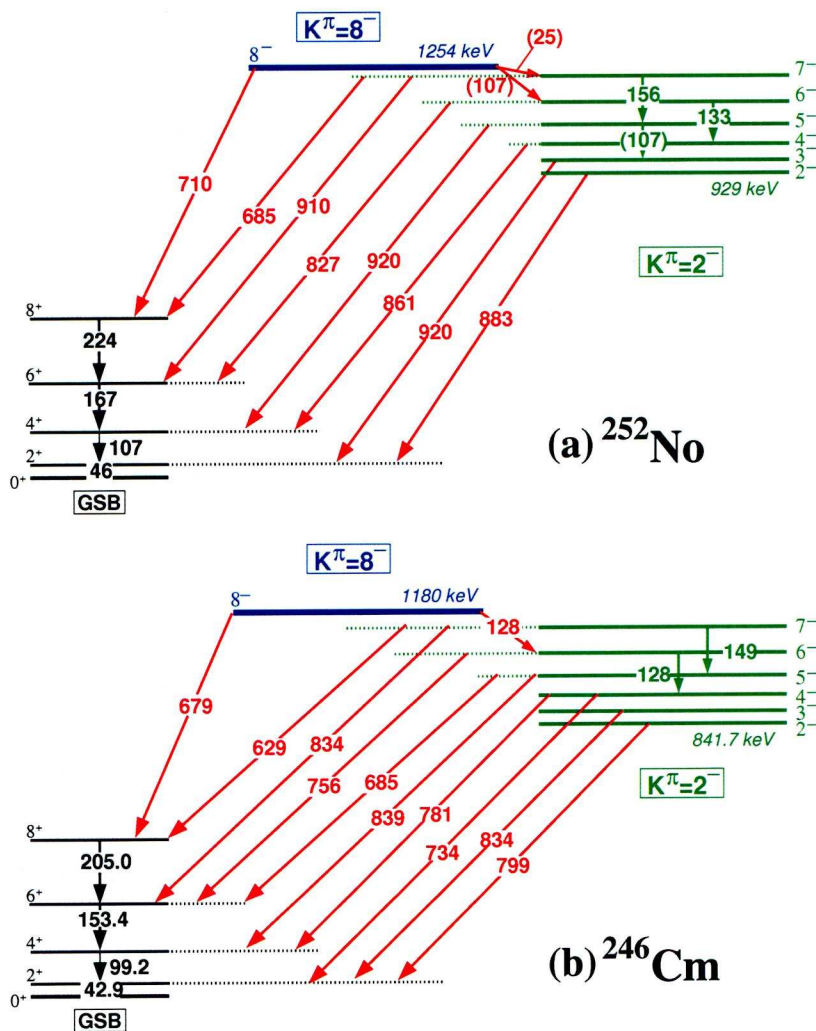 K^π=8⁻
8⁻ 1254 keV (25)
7⁻
(107) 156 6⁻
133 5⁻
(107) 4⁻
3⁻
2⁻
929 keV
710 685 910
K^π=2⁻
827 920 861 920 883
8⁺
224
6⁺
167
4⁺
107
2⁺
46
0⁺
GSB
(a) ²⁵²No
K^π=8⁻
8⁻ 1180 keV
128 7⁻
149 6⁻
128 5⁻
4⁻
3⁻
2⁻
841.7 keV
679 629 834 756 685
K^π=2⁻
839 781 734 834 799
8⁺
205.0
6⁺
153.4
4⁺
99.2
2⁺
42.9
0⁺
GSB
(b) ²⁴⁶Cm